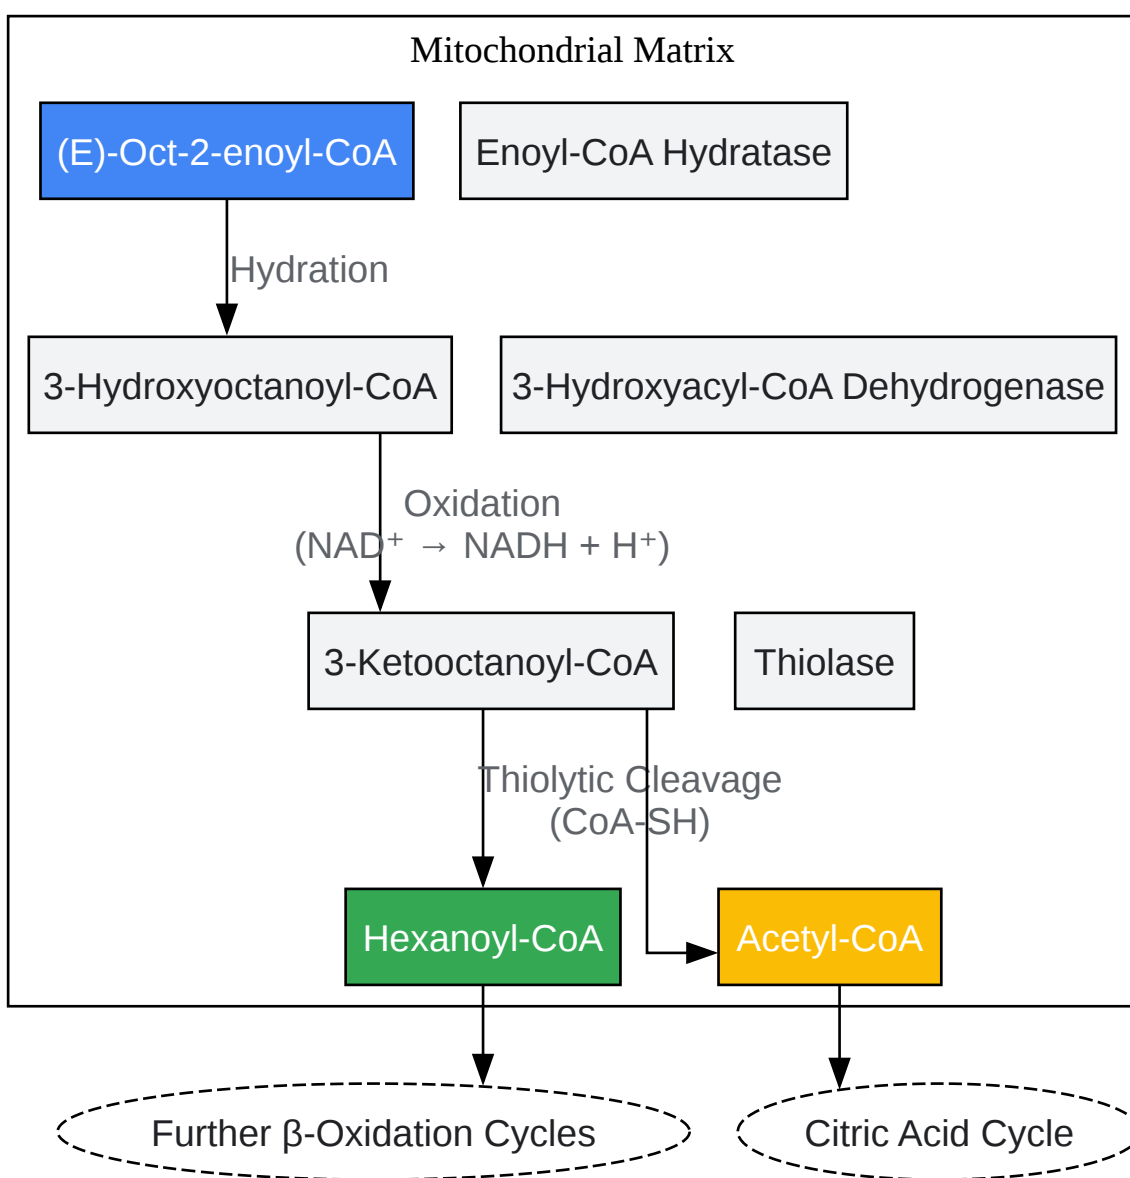 Mitochondrial Matrix
(E)-Oct-2-enoyl-CoA
Enoyl-CoA Hydratase
Hydration
3-Hydroxyoctanoyl-CoA
3-Hydroxyacyl-CoA Dehydrogenase
Oxidation
(NAD⁺ → NADH + H⁺)
3-Ketooctanoyl-CoA
Thiolase
Thiolytic Cleavage
(CoA-SH)
Hexanoyl-CoA
Acetyl-CoA
Further β-Oxidation Cycles
Citric Acid Cycle